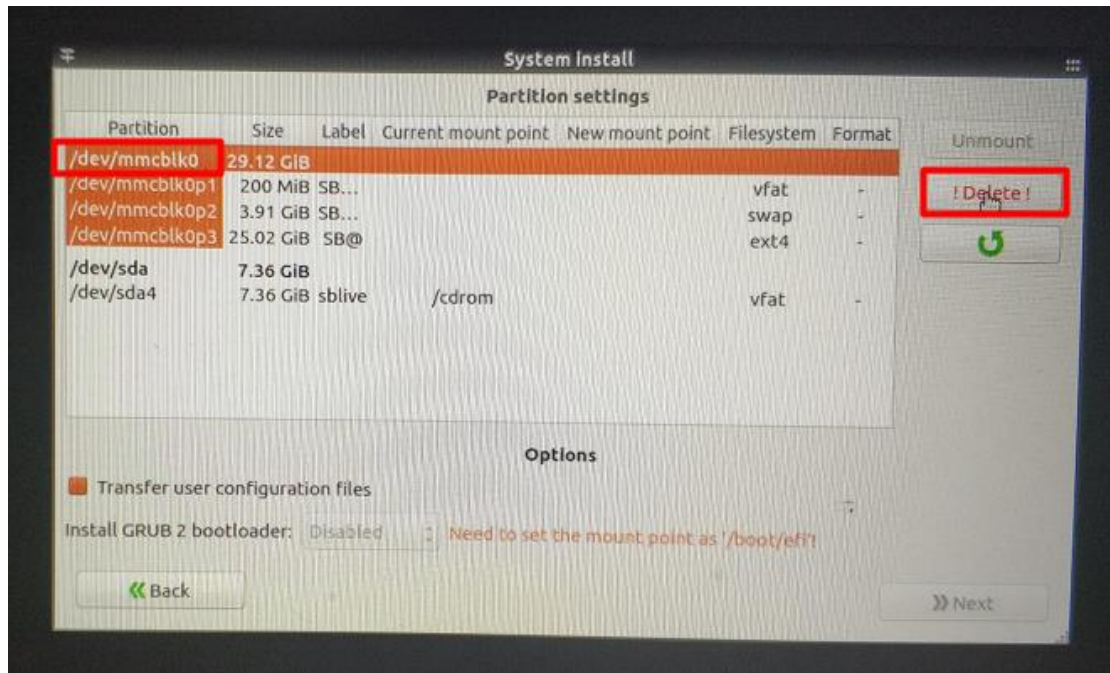 System Install
Partition settings
Partition Size Label Current mount point New mount point Filesystem Format
/dev/mmcblk0 29.12 GiB
/dev/mmcblk0p1 200 MiB SB... vfat -
/dev/mmcblk0p2 3.91 GiB SB... swap -
/dev/mmcblk0p3 25.02 GiB SB@ ext4 -
/dev/sda 7.36 GiB
/dev/sda4 7.36 GiB sblive /cdrom vfat -
Unmount
! Delete !
Options
Transfer user configuration files
Install GRUB 2 bootloader: Disabled Need to set the mount point as '/boot/efi'!
Back
Next